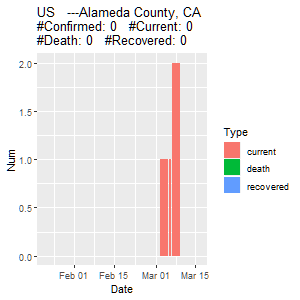 US   ---Alameda County, CA
#Confirmed: 0   #Current: 0
#Death: 0   #Recovered: 0
Num
2.0
1.5
1.0
0.5
0.0
Feb 01 Feb 15 Mar 01 Mar 15
Date
Type
current
death
recovered